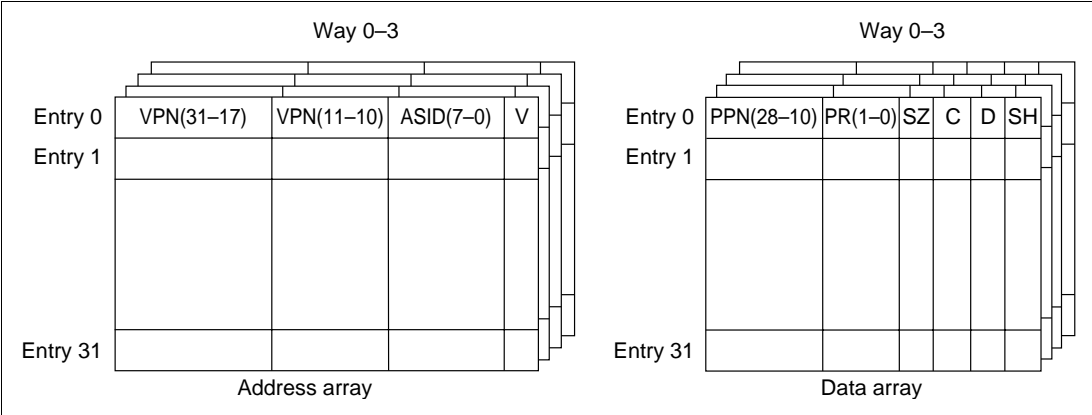 Way 0–3
Entry 0
VPN(31–17) VPN(11–10) ASID(7–0) V
Entry 1
Entry 31
Address array
Way 0–3
Entry 0
PPN(28–10) PR(1–0) SZ C D SH
Entry 1
Entry 31
Data array